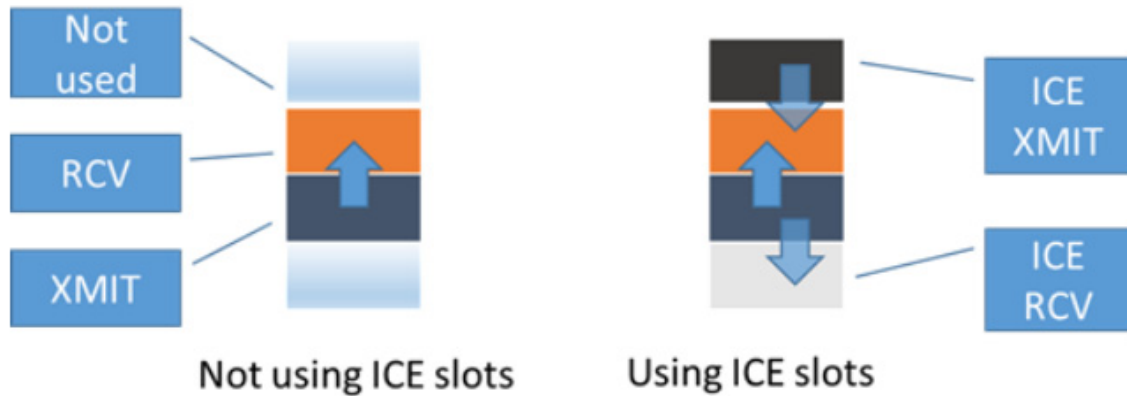 Not
used
RCV
XMIT
Not using ICE slots
ICE
XMIT
ICE
RCV
Using ICE slots